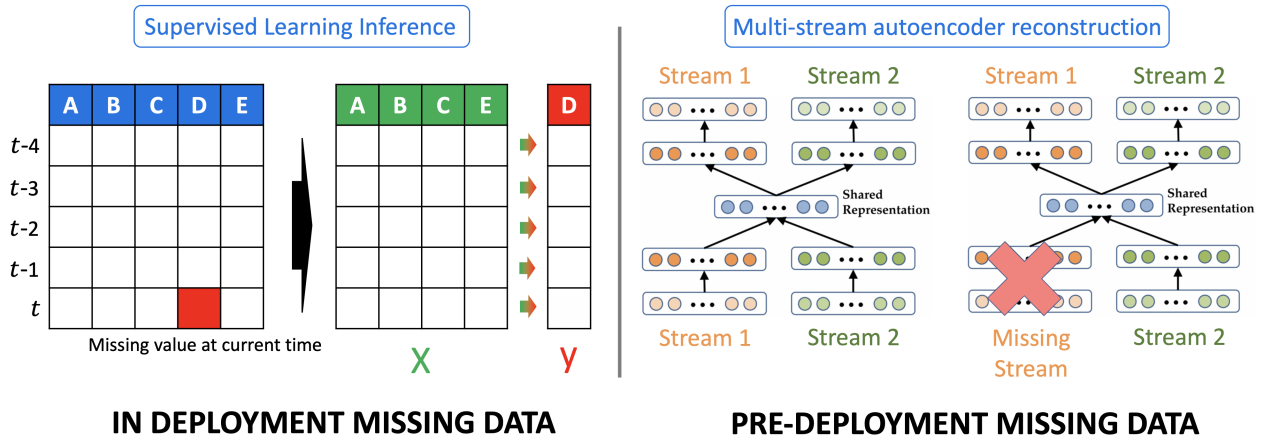 Supervised Learning Inference
A B C D E
A B C E
D
t-4
t-3
t-2
t-1
t
Missing value at current time
X
y
IN DEPLOYMENT MISSING DATA
Multi-stream autoencoder reconstruction
Stream 1
Stream 2
Shared
Representation
Stream 1
Stream 2
Stream 1
Stream 2
Shared
Representation
Missing
Stream
Stream 2
PRE-DEPLOYMENT MISSING DATA